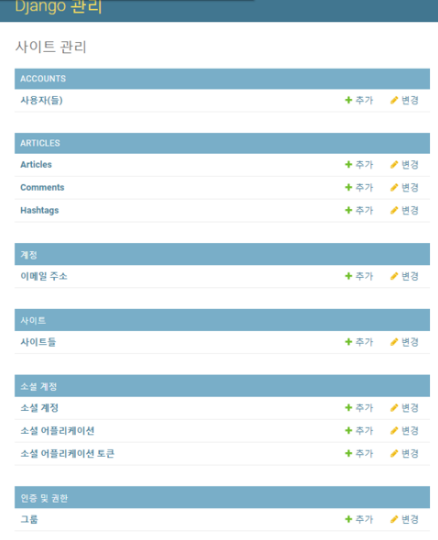 Django 관리
사이트 관리
ACCOUNTS
사용자(들) 추가 변경
ARTICLES
Articles 추가 변경
Comments 추가 변경
Hashtags 추가 변경
계정
이메일 주소 추가 변경
사이트
사이트들 추가 변경
소셜 계정
소셜 계정 추가 변경
소셜 어플리케이션 추가 변경
소셜 어플리케이션 토큰 추가 변경
인증 및 권한
그룹 추가 변경